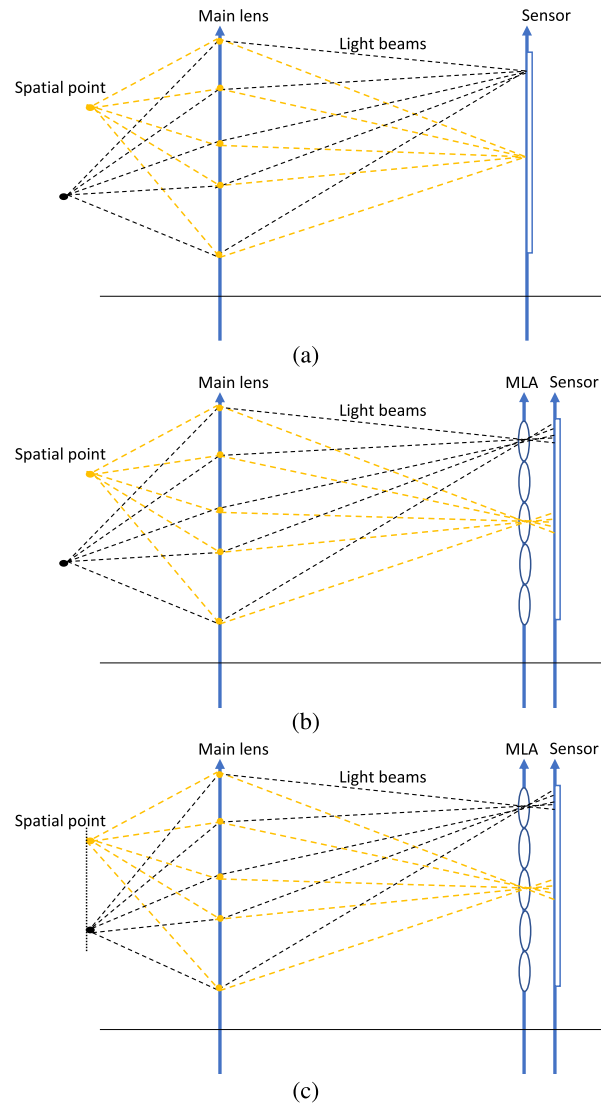 Main lens
Sensor
Light beams
Spatial point
(a)
Main lens
MLA
Sensor
Light beams
Spatial point
(b)
Main lens
MLA
Sensor
Light beams
Spatial point
(c)